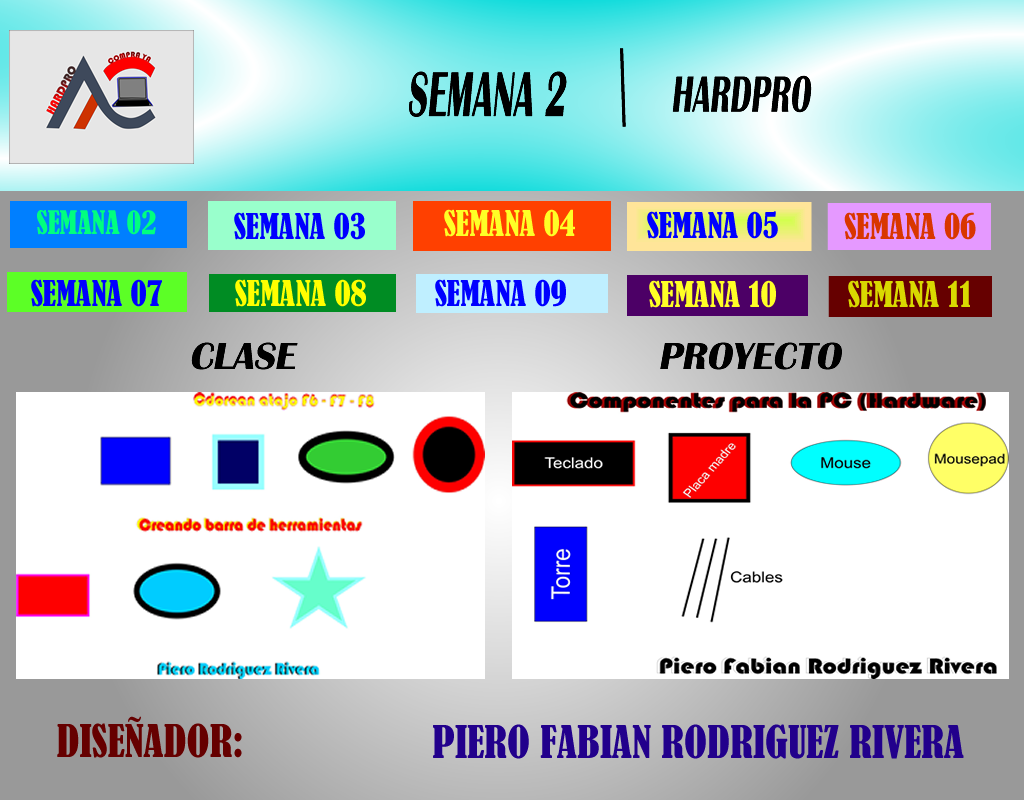 HARDPRO
COMPRA YA
SEMANA 2
HARDPRO
SEMANA 02
SEMANA 03
SEMANA 04
SEMANA 05
SEMANA 06
SEMANA 07
SEMANA 08
SEMANA 09
SEMANA 10
SEMANA 11
CLASE
PROYECTO
atajo F6 - F7 - F8
Creando barra de herramientas
Piero Rodriguez Rivera
Componentes para la PC (Hardware)
Teclado
Placa madre
Mouse
Mousepad
Torre
Cables
Piero Fabian Rodriguez Rivera
DISEÑADOR:
PIERO FABIAN RODRIGUEZ RIVERA